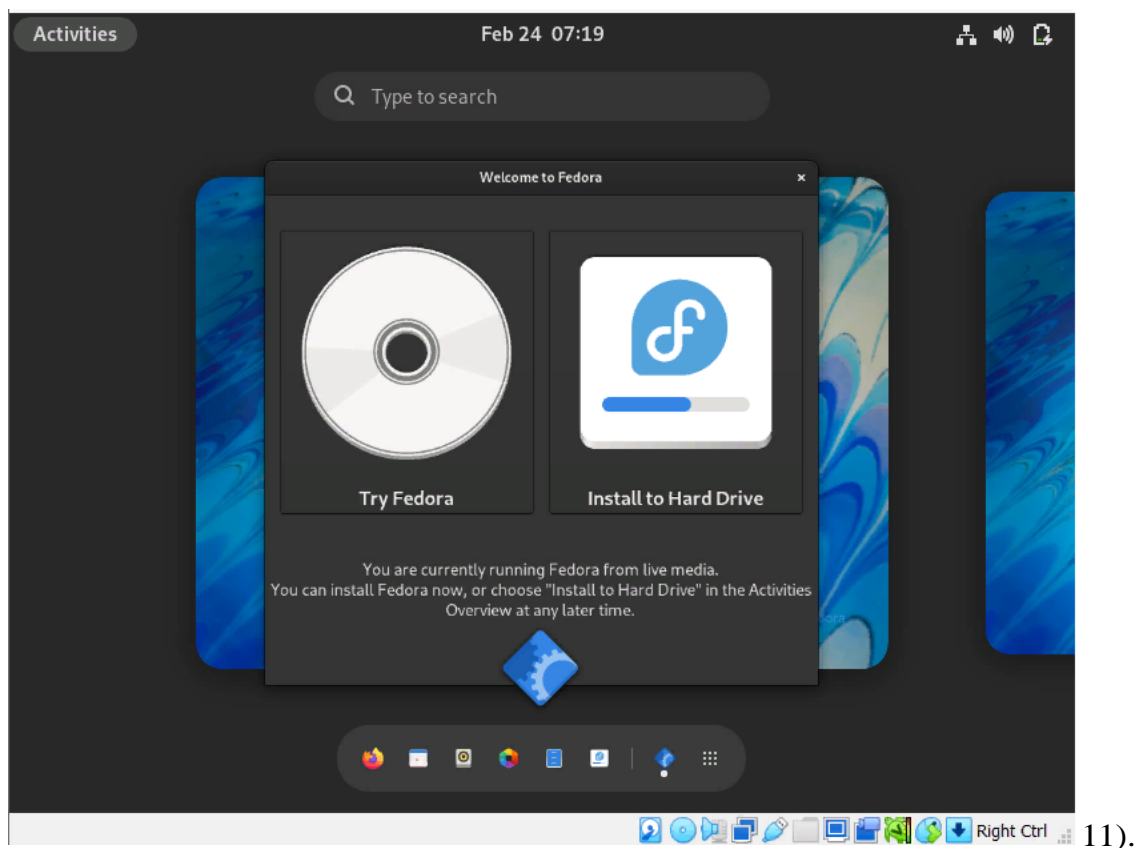 Activities
Feb 24 07:19
Type to search
Welcome to Fedora
Try Fedora
Install to Hard Drive
You are currently running Fedora from live media.
You can install Fedora now, or choose "Install to Hard Drive" in the Activities
Overview at any later time.
Right Ctrl
11).